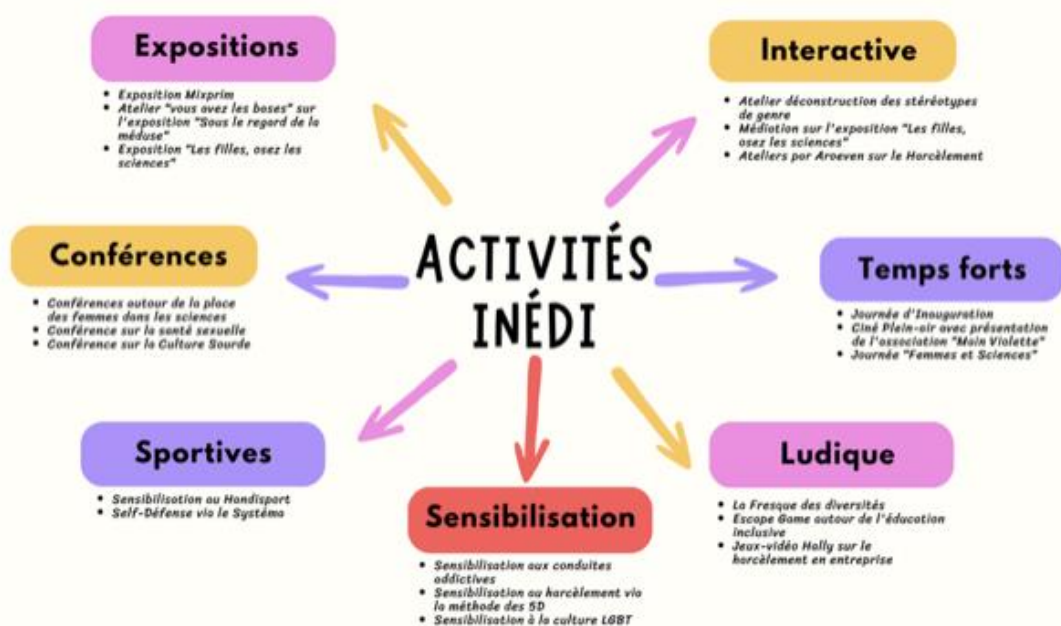 Expositions
• Exposition Mixprim
• Atelier "vous avez les bases" sur
l'exposition "Sous le regard de la
méduse"
• Exposition "Les filles, osez les
sciences"
Interactive
• Atelier déconstruction des stéréotypes
de genre
• Médiation sur l'exposition "Les filles,
osez les sciences"
• Ateliers par Aroeven sur le Harcèlement
ACTIVITÉS
INÉDI
Conférences
• Conférences autour de la place
des femmes dans les sciences
• Conférence sur la santé sexuelle
• Conférence sur la Culture Sourde
Temps forts
• Journée d'Inauguration
• Ciné Plein-air avec présentation
de l'association "Main Violette"
• Journée "Femmes et Sciences"
Sportives
• Sensibilisation au Handisport
• Self-Défense via le Systéma
Sensibilisation
• Sensibilisation aux conduites
addictives
• Sensibilisation au harcèlement via
la méthode des 5D
• Sensibilisation à la culture LGBT
Ludique
• La Fresque des diversités
• Escape Game autour de l'éducation
inclusive
• Jeux-vidéo Holly sur le
harcèlement en entreprise